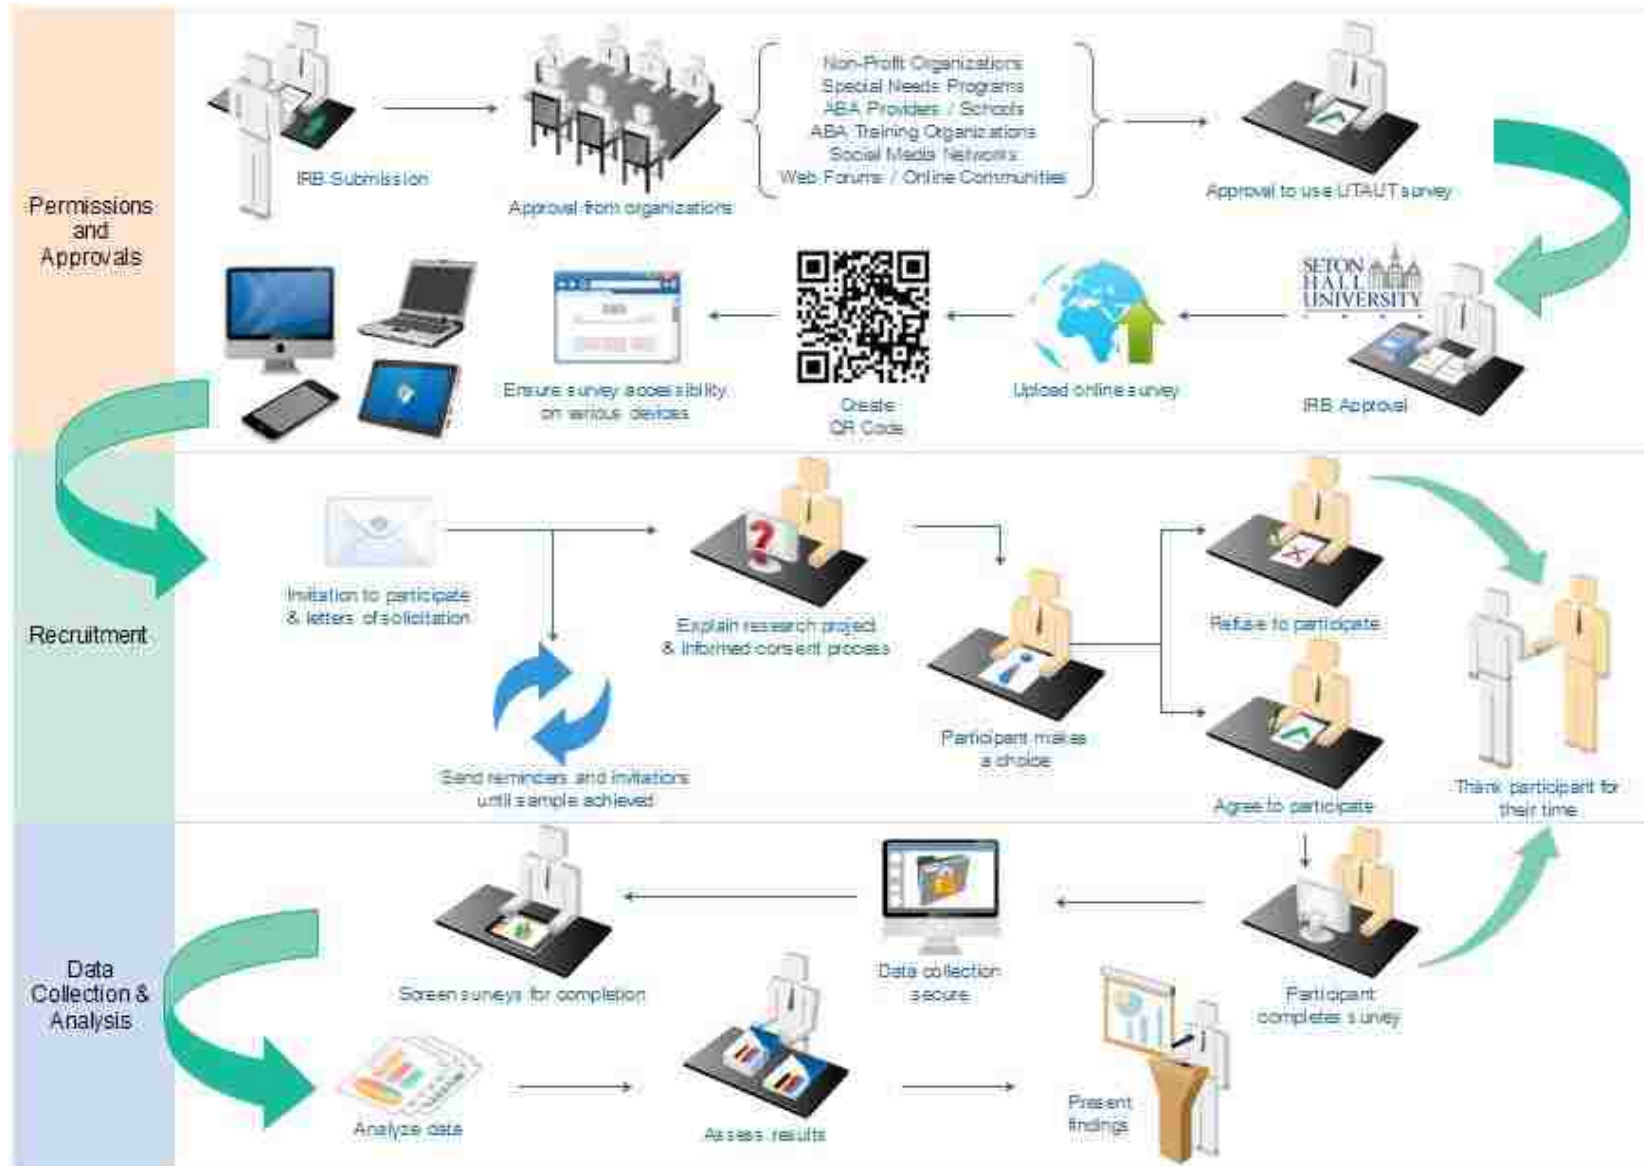 Permissions
and
Approvals
IRB Submission
Approval from organizations
Non-Profit Organizations
Special Needs Programs
ABA Providers / Schools
ABA Training Organizations
Social Media Networks
Web Forums / Online Communities
Approval to use UTAUT survey
SETON
HALL
UNIVERSITY
IRB Approval
Upload online survey
Create
QR Code
Ensure survey accessibility
on various devices
Recruitment
Invitation to participate
& letters of solicitation
Send reminders and invitations
until sample achieved
?
Explain research project
& informed consent process
Participant makes
a choice
Refuse to participate
Agree to participate
Thank participant for
their time
Data
Collection &
Analysis
Participant
completes survey
Data collection
secure
Screen surveys for completion
Analyze data
Assess results
Present
findings